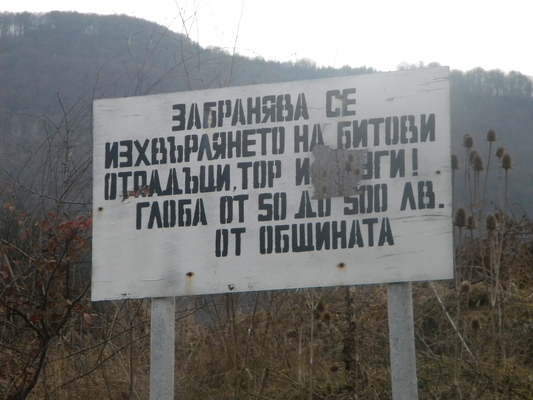 ЗАБРАНЯВА СЕ
ИЗХВЪРЛЯНЕТО НА БИТОВИ
ОТПАДЪЦИ, ТОР И
ГЛОБА ОТ 50 ДО 500 ЛВ.
ОТ ОБЩИНАТА